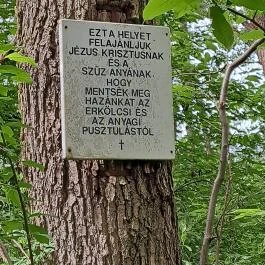 EZT A HELYET
FELAJÁNLJUK
JÉZUS KRISZTUSNAK
ÉS A
SZŰZ ANYÁNAK.
HOGY
MENTSÉK MEG
HAZÁNKAT AZ
ERKÖLCSI ÉS
AZ ANYAGI
PUSZTULÁSTÓL